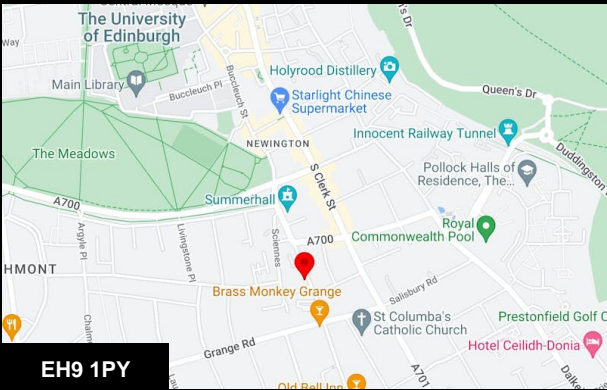 The University
of Edinburgh
Way
Main Library
Buccleuch Pl
Buccleuch St
Holyrood Distillery
Queen's Dr
Starlight Chinese
Supermarket
NEWINGTON
Innocent Railway Tunnel
The Meadows
S Clerk St
Pollock Halls of
Residence, The...
Duddingston
Summerhall
A700
Argyle Pl
Livingstone Pl
Sciennes
A700
Royal
Commonwealth Pool
HMONT
Brass Monkey Grange
Salisbury Rd
St Columba's
Catholic Church
Prestonfield Golf C
Hotel Ceilidh-Donia
Grange Rd
A701
Dalke
Old Bell Inn
EH9 1PY